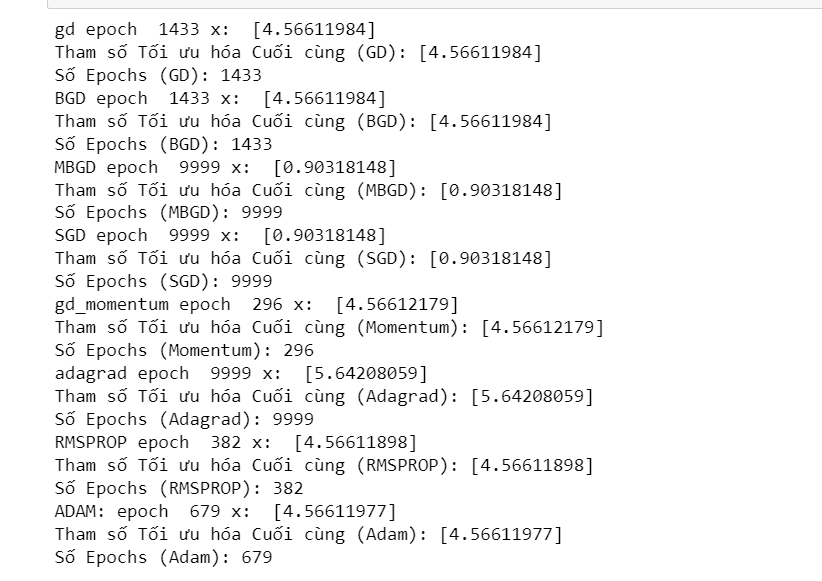 gd epoch  1433 x:  [4.56611984]
Tham số Tối ưu hóa Cuối cùng (GD): [4.56611984]
Số Epochs (GD): 1433
BGD epoch  1433 x:  [4.56611984]
Tham số Tối ưu hóa Cuối cùng (BGD): [4.56611984]
Số Epochs (BGD): 1433
MBGD epoch  9999 x:  [0.90318148]
Tham số Tối ưu hóa Cuối cùng (MBGD): [0.90318148]
Số Epochs (MBGD): 9999
SGD epoch  9999 x:  [0.90318148]
Tham số Tối ưu hóa Cuối cùng (SGD): [0.90318148]
Số Epochs (SGD): 9999
gd_momentum epoch  296 x:  [4.56612179]
Tham số Tối ưu hóa Cuối cùng (Momentum): [4.56612179]
Số Epochs (Momentum): 296
adagrad epoch  9999 x:  [5.64208059]
Tham số Tối ưu hóa Cuối cùng (Adagrad): [5.64208059]
Số Epochs (Adagrad): 9999
RMSPROP epoch  382 x:  [4.56611898]
Tham số Tối ưu hóa Cuối cùng (RMSPROP): [4.56611898]
Số Epochs (RMSPROP): 382
ADAM: epoch  679 x:  [4.56611977]
Tham số Tối ưu hóa Cuối cùng (Adam): [4.56611977]
Số Epochs (Adam): 679